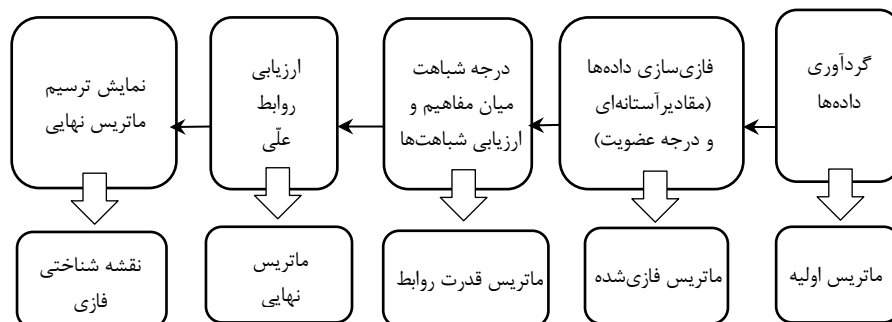 گردآوری
داده‌ها
فازی‌سازی داده‌ها
(مقادیرآستانه‌ای
و درجه عضویت)
درجه شباهت
میان مفاهیم و
ارزیابی شباهت‌ها
ارزیابی
روابط
علّی
نمایش ترسیم
ماتریس نهایی
ماتریس اولیه
ماتریس فازی‌شده
ماتریس قدرت روابط
ماتریس
نهایی
نقشه شناختی
فازی